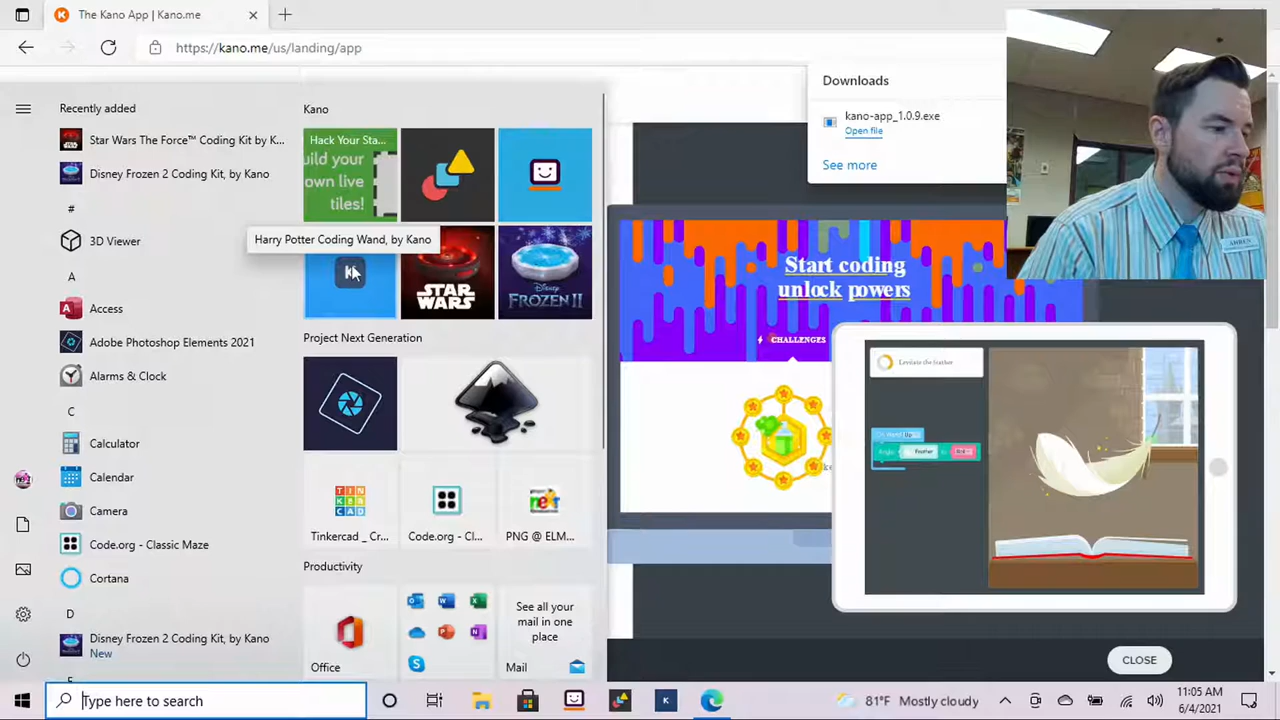 The Kano App | Kano.me
https://kano.me/us/landing/app
Downloads
kano-app_1.0.9.exe
Open file
See more
Recently added
Star Wars The Force™ Coding Kit by K...
Disney Frozen 2 Coding Kit, by Kano
#
3D Viewer
A
Access
Adobe Photoshop Elements 2021
Alarms & Clock
C
Calculator
Calendar
Camera
Code.org - Classic Maze
Cortana
D
Disney Frozen 2 Coding Kit, by Kano
New
Kano
Hack Your Sta...
uild your
own live
tiles!
Harry Potter Coding Wand, by Kano
K
STAR
WARS
Disney
FROZEN II
Project Next Generation
TIN
KER
CAD
Tinkercad _ Cr...
Code.org - Cl...
PNG @ ELM...
Productivity
Office
See all your
mail in one
place
Mail
Start coding
unlock powers
CHALLENGES
Levitate the feather
feather
CLOSE
AHREN
Type here to search
K
81°F Mostly cloudy
11:05 AM
6/4/2021